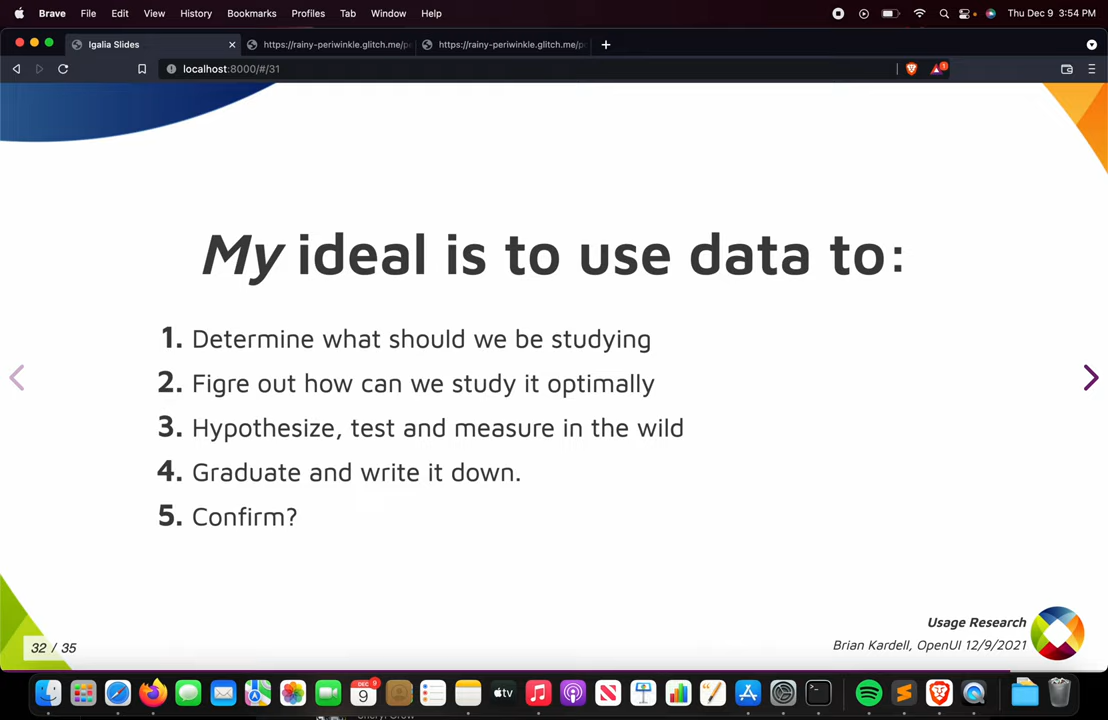 Brave File Edit View History Bookmarks Profiles Tab Window Help Thu Dec 9 3:54 PM
Igalia Slides https://rainy-periwinkle.glitch.me/p https://rainy-periwinkle.glitch.me/p
localhost:8000/#/31 1
My ideal is to use data to:
1. Determine what should we be studying
2. Figre out how can we study it optimally
3. Hypothesize, test and measure in the wild
4. Graduate and write it down.
5. Confirm?
Usage Research
Brian Kardell, OpenUI 12/9/2021
32 / 35
DEC 9
tv